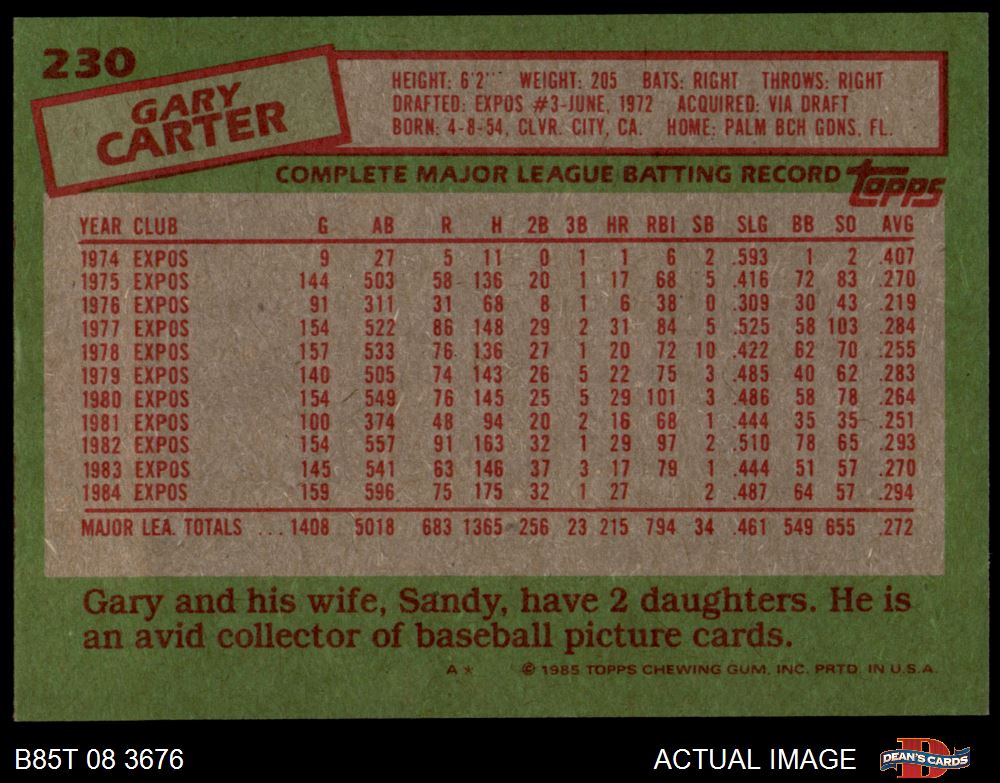 230
GARY
CARTER
HEIGHT: 6'2" WEIGHT: 205 BATS: RIGHT THROWS: RIGHT
DRAFTED: EXPOS #3-JUNE, 1972 ACQUIRED: VIA DRAFT
BORN: 4-8-54, CLVR. CITY, CA. HOME: PALM BCH GDNS, FL.
COMPLETE MAJOR LEAGUE BATTING RECORD topps
YEAR CLUB G AB R H 2B 3B HR RBI SB SLG BB SO AVG
1974 EXPOS 9 27 5 11 0 1 1 6 2 .593 1 2 .407
1975 EXPOS 144 503 58 136 20 1 17 68 5 .416 72 83 .270
1976 EXPOS 91 311 31 68 8 1 6 38 0 .309 30 43 .219
1977 EXPOS 154 522 86 148 29 2 31 84 5 .525 58 103 .284
1978 EXPOS 157 533 76 136 27 1 20 72 10 .422 62 70 .255
1979 EXPOS 140 505 74 143 26 5 22 75 3 .485 40 62 .283
1980 EXPOS 154 549 76 145 25 5 29 101 3 .486 58 78 .264
1981 EXPOS 100 374 48 94 20 2 16 68 1 .444 35 35 .251
1982 EXPOS 154 557 91 163 32 1 29 97 2 .510 78 65 .293
1983 EXPOS 145 541 63 146 37 3 17 79 1 .444 51 57 .270
1984 EXPOS 159 596 75 175 32 1 27 2 .487 64 57 .294
MAJOR LEA. TOTALS ... 1408 5018 683 1365 256 23 215 794 34 .461 549 655 .272
Gary and his wife, Sandy, have 2 daughters. He is
an avid collector of baseball picture cards.
A * © 1985 TOPPS CHEWING GUM, INC. PRTD. IN U.S.A.
B85T 08 3676 ACTUAL IMAGE DEAN'S CARDS